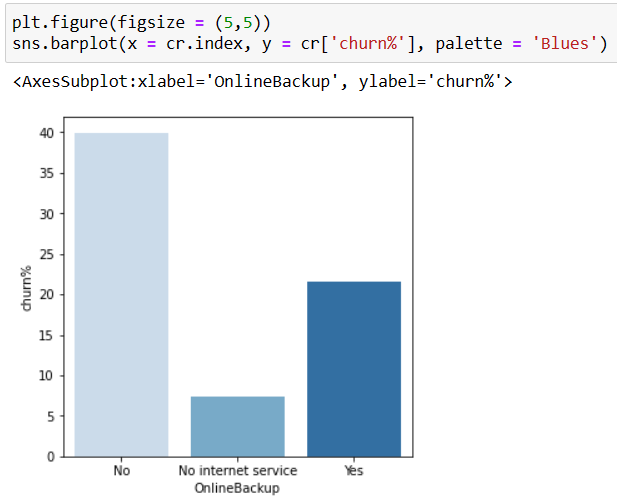 plt.figure(figsize = (5,5))
sns.barplot(x = cr.index, y = cr['churn%'], palette = 'Blues')
<AxesSubplot:xlabel='OnlineBackup', ylabel='churn%'>
40
35
30
25
20
15
10
5
0
churn%
No No internet service Yes
OnlineBackup